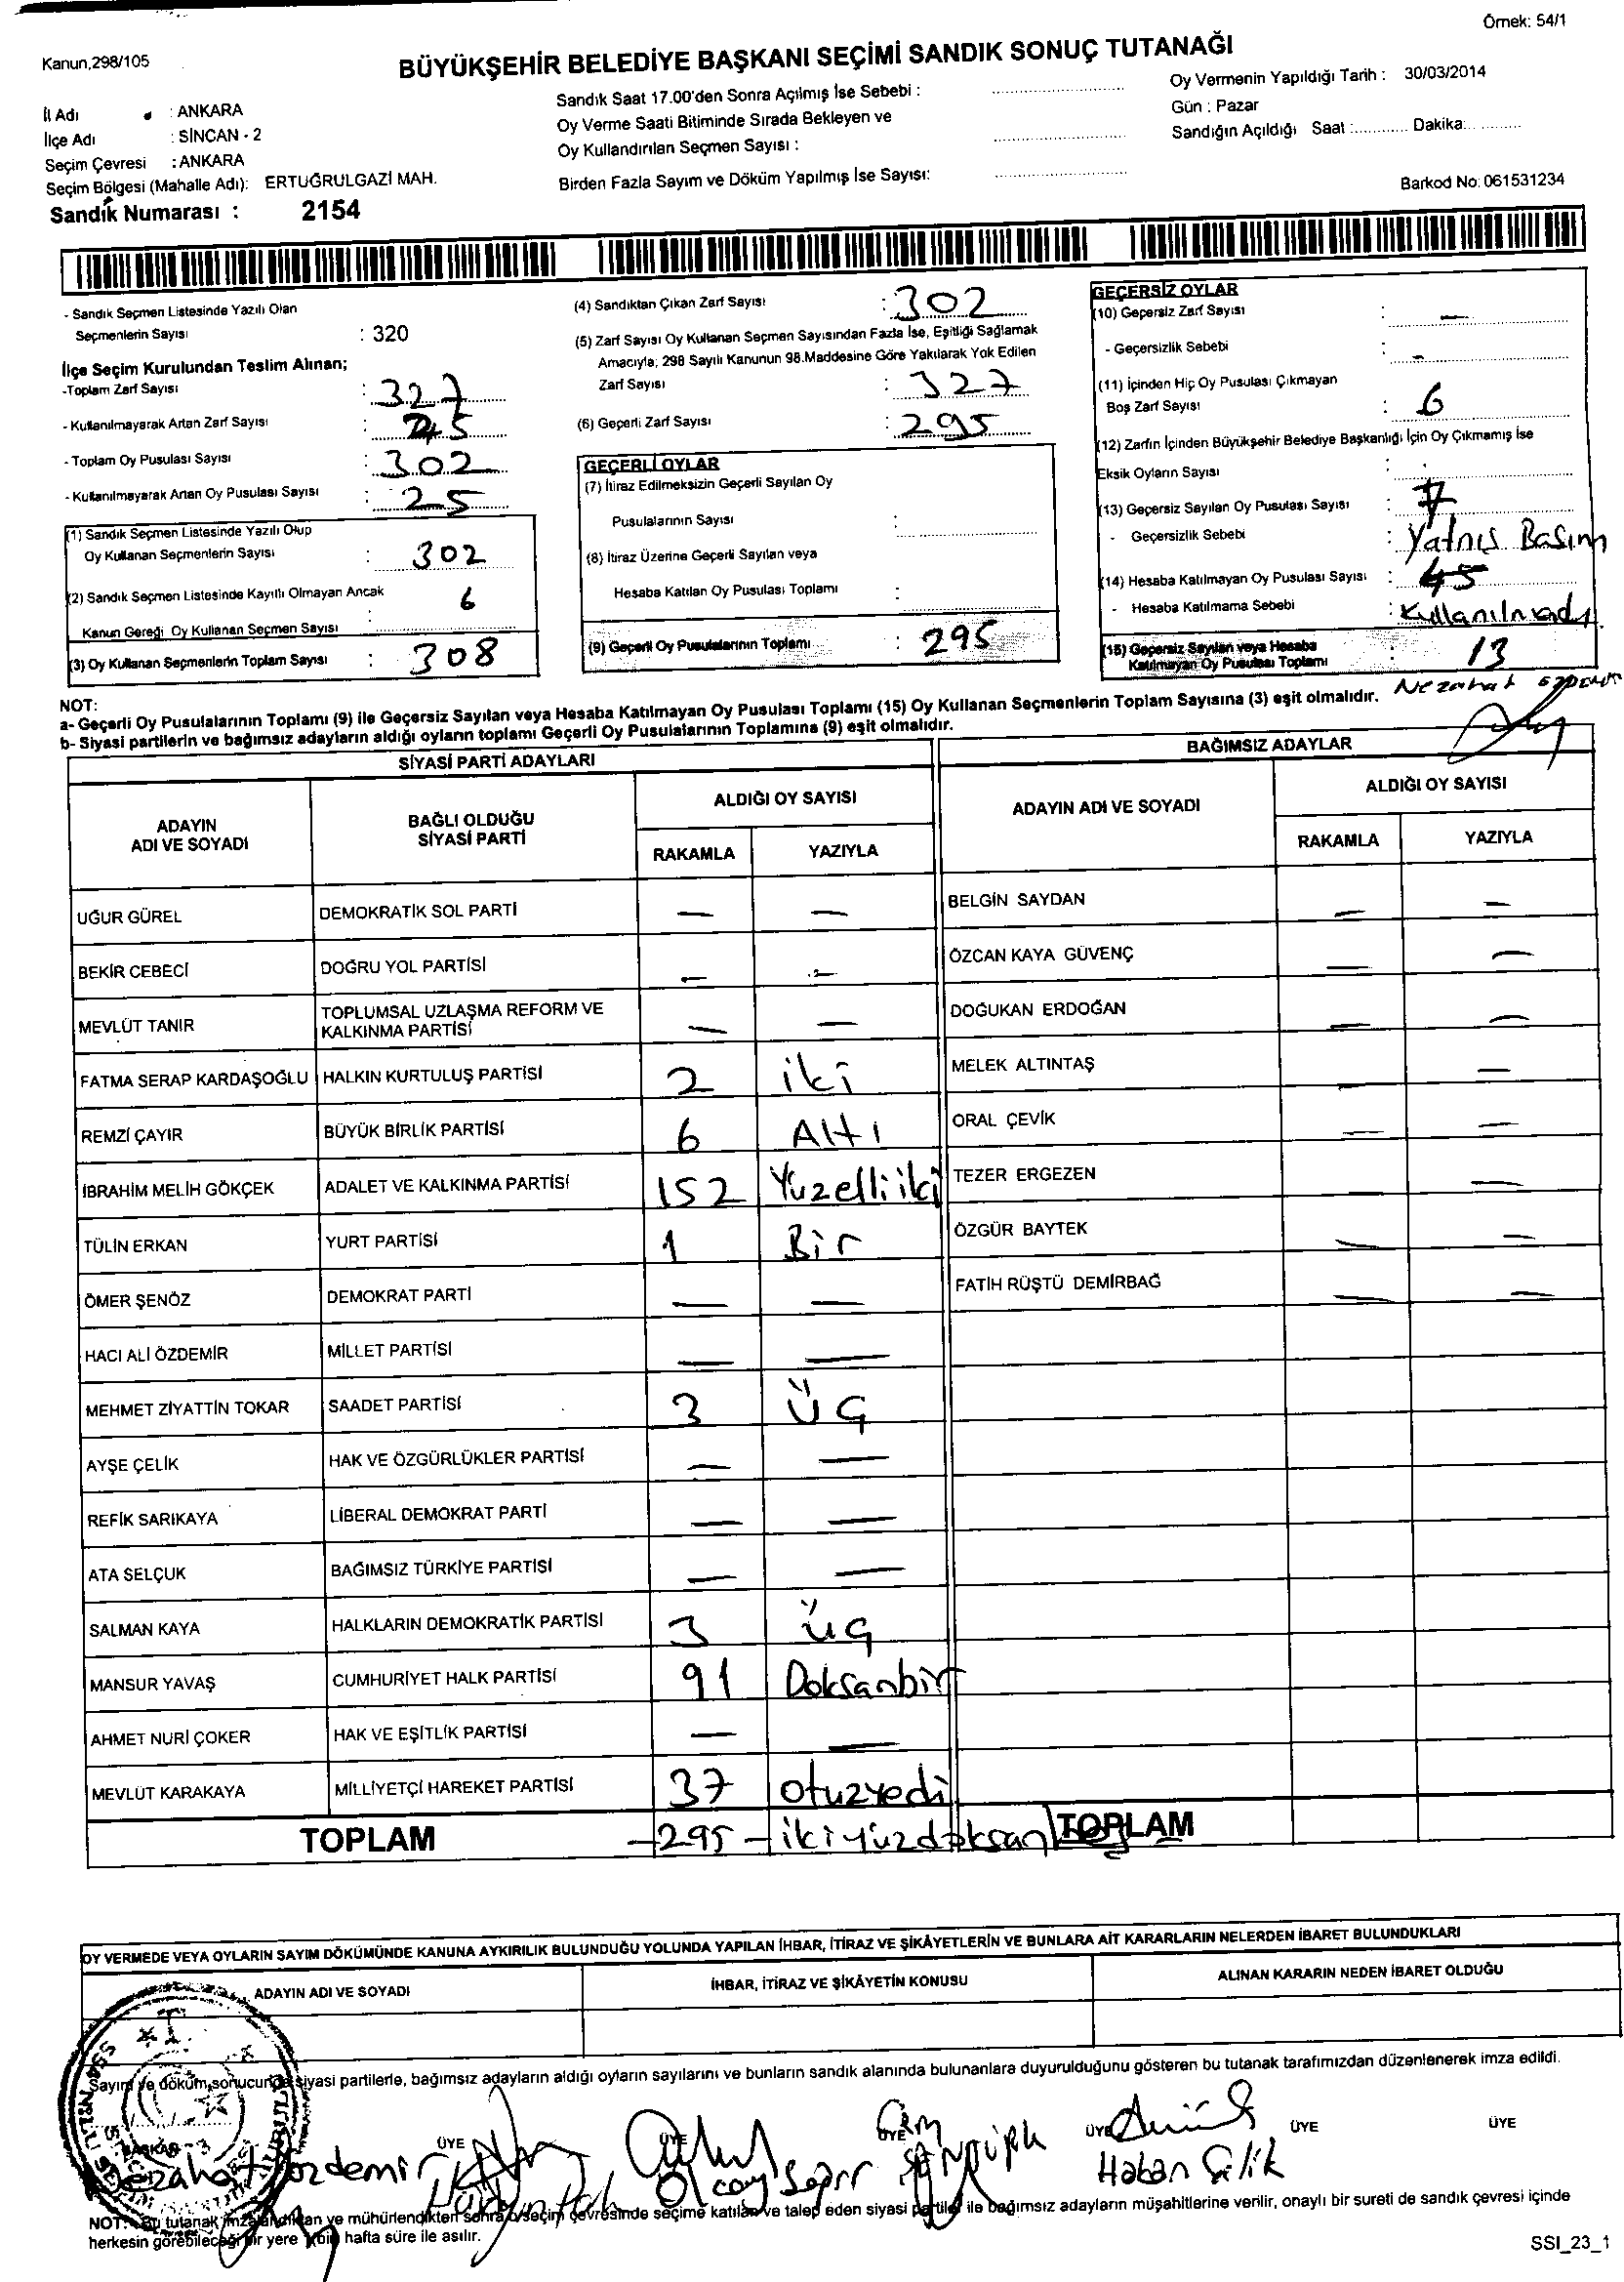 Örnek: 54/1
Kanun,298/105
BÜYÜKŞEHİR BELEDİYE BAŞKANI SEÇİMİ SANDIK SONUÇ TUTANAĞI
İl Adı : ANKARA
İlçe Adı : SİNCAN - 2
Seçim Çevresi : ANKARA
Seçim Bölgesi (Mahalle Adı): ERTUĞRULGAZİ MAH.
Sandık Numarası : 2154
Sandık Saat 17.00'den Sonra Açılmış İse Sebebi :
Oy Verme Saati Bitiminde Sırada Bekleyen ve
Oy Kullandırılan Seçmen Sayısı :
Birden Fazla Sayım ve Döküm Yapılmış İse Sayısı:
Oy Vermenin Yapıldığı Tarih : 30/03/2014
Gün : Pazar
Sandığın Açıldığı Saat :............ Dakika:............
Barkod No: 061531234
- Sandık Seçmen Listesinde Yazılı Olan
Seçmenlerin Sayısı : 320
İlçe Seçim Kurulundan Teslim Alınan;
-Toplam Zarf Sayısı : 327
- Kullanılmayarak Artan Zarf Sayısı :
- Toplam Oy Pusulası Sayısı : 302
- Kullanılmayarak Artan Oy Pusulası Sayısı : 25
(1) Sandık Seçmen Listesinde Yazılı Olup
Oy Kullanan Seçmenlerin Sayısı : 302
(2) Sandık Seçmen Listesinde Kayıtlı Olmayan Ancak
Kanun Gereği Oy Kullanan Seçmen Sayısı 6
(3) Oy Kullanan Seçmenlerin Toplam Sayısı : 308
(4) Sandıktan Çıkan Zarf Sayısı : 302
(5) Zarf Sayısı Oy Kullanan Seçmen Sayısından Fazla İse, Eşitliği Sağlamak
Amacıyla; 298 Sayılı Kanunun 98.Maddesine Göre Yakılarak Yok Edilen
Zarf Sayısı : 327
(6) Geçerli Zarf Sayısı : 295
GEÇERLİ OYLAR
(7) İtiraz Edilmeksizin Geçerli Sayılan Oy
Pusulalarının Sayısı :
(8) İtiraz Üzerine Geçerli Sayılan veya
Hesaba Katılan Oy Pusulası Toplamı :
(9) Geçerli Oy Pusulalarının Toplamı : 295
GEÇERSİZ OYLAR
(10) Geçersiz Zarf Sayısı : —
- Geçersizlik Sebebi : -
(11) İçinden Hiç Oy Pusulası Çıkmayan
Boş Zarf Sayısı : 6
(12) Zarfın İçinden Büyükşehir Belediye Başkanlığı İçin Oy Çıkmamış İse
Eksik Oyların Sayısı :
(13) Geçersiz Sayılan Oy Pusulası Sayısı : 7
- Geçersizlik Sebebi : Yalnış Basım
(14) Hesaba Katılmayan Oy Pusulası Sayısı :
- Hesaba Katılmama Sebebi : Kullanılmadı
(15) Geçersiz Sayılan veya Hesaba
Katılmayan Oy Pusulası Toplamı : 13
Nezahat özdemir
NOT:
a- Geçerli Oy Pusulalarının Toplamı (9) ile Geçersiz Sayılan veya Hesaba Katılmayan Oy Pusulası Toplamı (15) Oy Kullanan Seçmenlerin Toplam Sayısına (3) eşit olmalıdır.
b- Siyasi partilerin ve bağımsız adayların aldığı oyların toplamı Geçerli Oy Pusulalarının Toplamına (9) eşit olmalıdır.
SİYASİ PARTİ ADAYLARI
ADAYIN
ADI VE SOYADI
BAĞLI OLDUĞU
SİYASİ PARTİ
ALDIĞI OY SAYISI
RAKAMLA YAZIYLA
UĞUR GÜREL DEMOKRATİK SOL PARTİ — —
BEKİR CEBECİ DOĞRU YOL PARTİSİ — —
MEVLÜT TANIR TOPLUMSAL UZLAŞMA REFORM VE
KALKINMA PARTİSİ — —
FATMA SERAP KARDAŞOĞLU HALKIN KURTULUŞ PARTİSİ 2 iki
REMZİ ÇAYIR BÜYÜK BİRLİK PARTİSİ 6 Altı
İBRAHİM MELİH GÖKÇEK ADALET VE KALKINMA PARTİSİ 152 Yüzelliiki
TÜLİN ERKAN YURT PARTİSİ 1 Bir
ÖMER ŞENÖZ DEMOKRAT PARTİ — —
HACI ALİ ÖZDEMİR MİLLET PARTİSİ — —
MEHMET ZİYATTİN TOKAR SAADET PARTİSİ 3 Üç
AYŞE ÇELİK HAK VE ÖZGÜRLÜKLER PARTİSİ — —
REFİK SARIKAYA LİBERAL DEMOKRAT PARTİ — —
ATA SELÇUK BAĞIMSIZ TÜRKİYE PARTİSİ — —
SALMAN KAYA HALKLARIN DEMOKRATİK PARTİSİ 3 üç
MANSUR YAVAŞ CUMHURİYET HALK PARTİSİ 91 Doksanbir
AHMET NURİ ÇOKER HAK VE EŞİTLİK PARTİSİ — —
MEVLÜT KARAKAYA MİLLİYETÇİ HAREKET PARTİSİ 37 otuzyedi
TOPLAM -295- ikiyüzdoksanbeş
BAĞIMSIZ ADAYLAR
ADAYIN ADI VE SOYADI
ALDIĞI OY SAYISI
RAKAMLA YAZIYLA
BELGİN SAYDAN — —
ÖZCAN KAYA GÜVENÇ — —
DOĞUKAN ERDOĞAN — —
MELEK ALTINTAŞ — —
ORAL ÇEVİK — —
TEZER ERGEZEN — —
ÖZGÜR BAYTEK — —
FATİH RÜŞTÜ DEMİRBAĞ — —
TOPLAM
OY VERMEDE VEYA OYLARIN SAYIM DÖKÜMÜNDE KANUNA AYKIRILIK BULUNDUĞU YOLUNDA YAPILAN İHBAR, İTİRAZ VE ŞİKÂYETLERİN VE BUNLARA AİT KARARLARIN NELERDEN İBARET BULUNDUKLARI
ADAYIN ADI VE SOYADI
İHBAR, İTİRAZ VE ŞİKÂYETİN KONUSU
ALINAN KARARIN NEDEN İBARET OLDUĞU
Sayım ve döküm sonucunda siyasi partilerle, bağımsız adayların aldığı oyların sayılarını ve bunların sandık alanında bulunanlara duyurulduğunu gösteren bu tutanak tarafımızdan düzenlenerek imza edildi.
BAŞKAN ÜYE ÜYE ÜYE ÜYE ÜYE ÜYE
Nezahat özdemir
Olcay
Hakan Çelik
NOT: Bu tutanak imzalandıktan ve mühürlendikten sonra o seçim çevresinde seçime katılan ve talep eden siyasi partiler ile bağımsız adayların müşahitlerine verilir, onaylı bir sureti de sandık çevresi içinde
herkesin görebileceği bir yere bir hafta süre ile asılır.
SSI_23_1